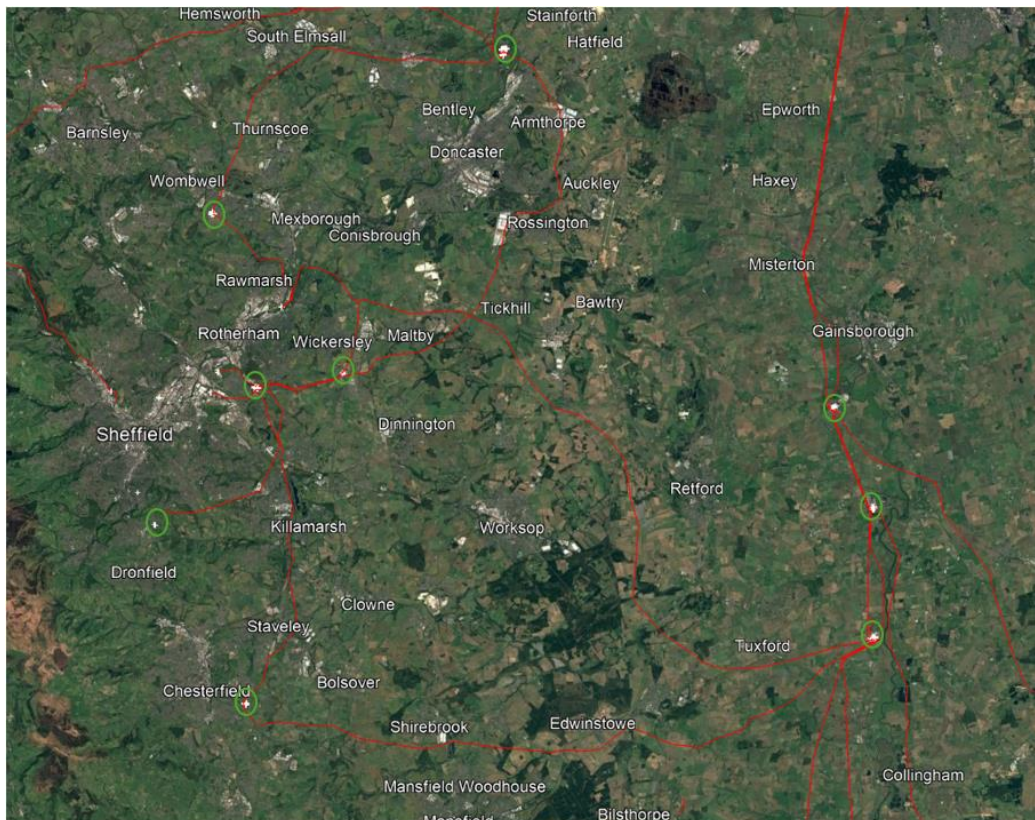 Hemsworth
Stainforth
South Elmsall
Hatfield
Bentley
Epworth
Barnsley
Thurnscoe
Armthorpe
Doncaster
Wombwell
Auckley
Haxey
Mexborough
Conisbrough
Rossington
Misterton
Rawmarsh
Tickhill
Bawtry
Rotherham
Wickersley
Maltby
Gainsborough
Sheffield
Dinnington
Retford
Killamarsh
Worksop
Dronfield
Clowne
Staveley
Tuxford
Chesterfield
Bolsover
Shirebrook
Edwinstowe
Collingham
Mansfield Woodhouse
Mansfield
Bilsthorpe